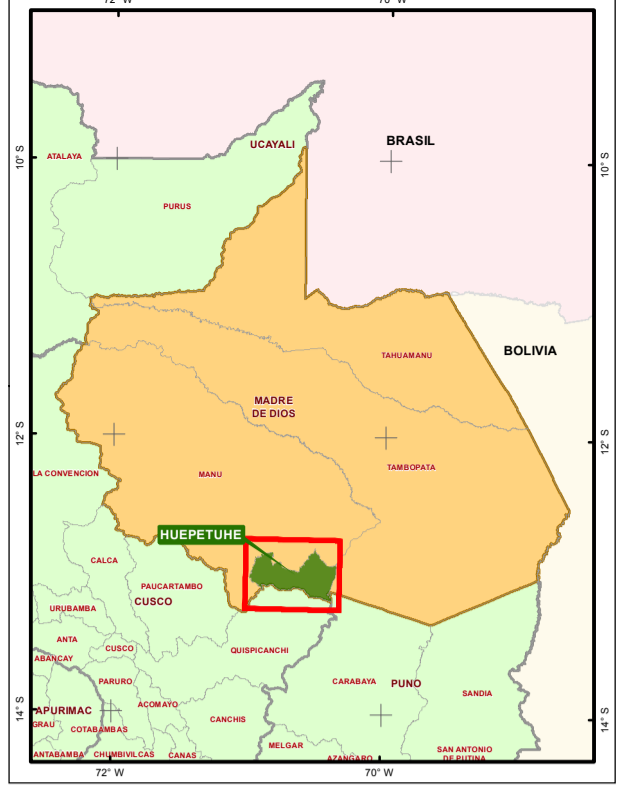 72° W
70° W
BRASIL
UCAYALI
10° S
ATALAYA
10° S
PURUS
BOLIVIA
TAHUAMANU
MADRE
DE DIOS
12° S
12° S
LA CONVENCION
MANU
TAMBOPATA
HUEPETUHE
CALCA
PAUCARTAMBO
CUSCO
URUBAMBA
ANTA
CUSCO
QUISPICANCHI
ABANCAY
PARURO
CARABAYA
PUNO
SANDIA
APURIMAC
ACOMAYO
14° S
GRAU
COTABAMBAS
CANCHIS
14° S
MELGAR
ANTABAMBA
CHUMBIVILCAS
CANAS
AZANGARO
SAN ANTONIO
DE PUTINA
72° W
70° W